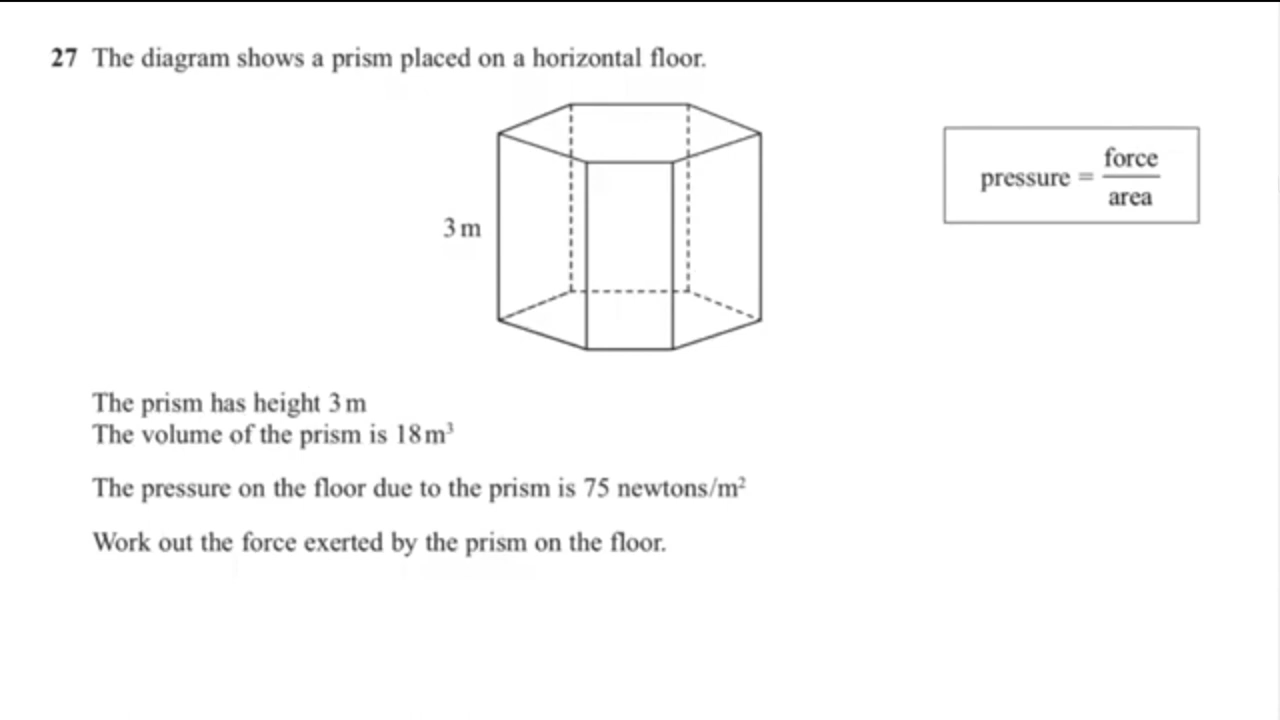 27 The diagram shows a prism placed on a horizontal floor.
pressure = force
area
3 m
The prism has height 3 m
The volume of the prism is 18 m³
The pressure on the floor due to the prism is 75 newtons/m²
Work out the force exerted by the prism on the floor.